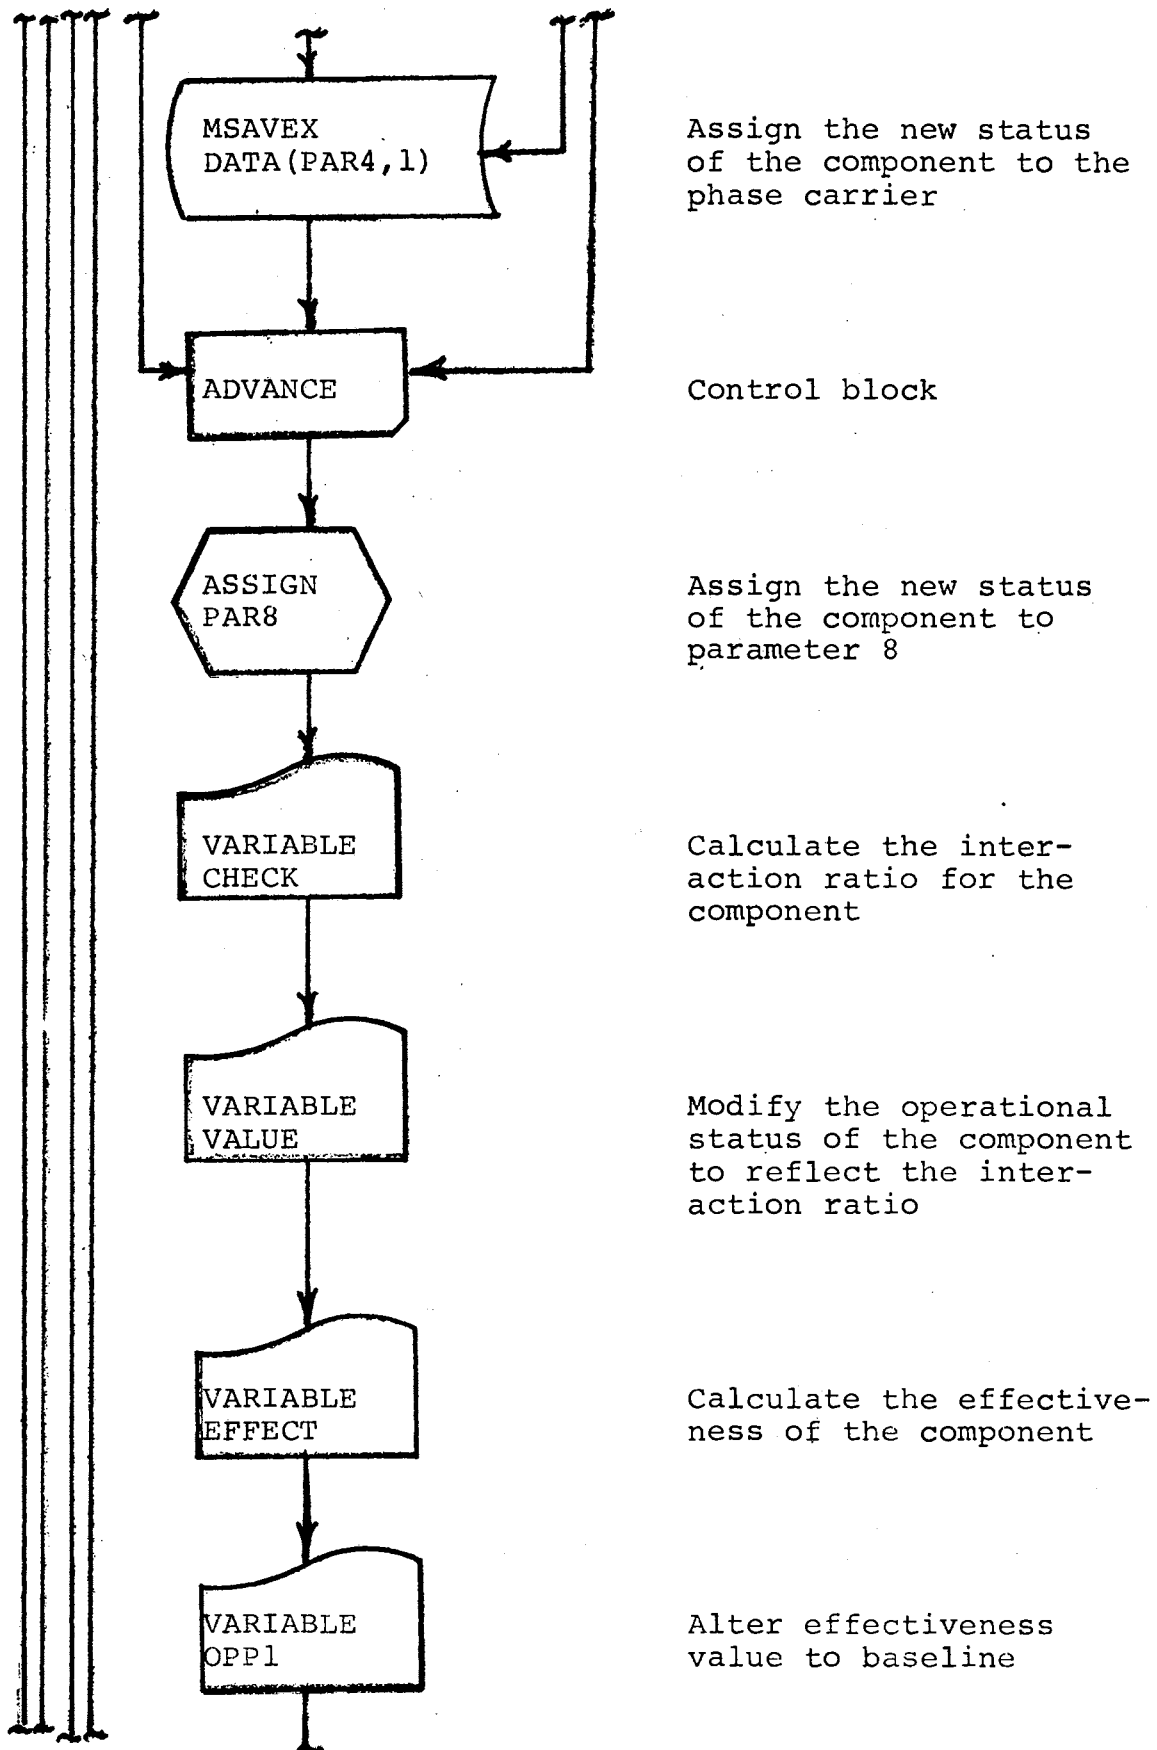 MSAVEX
DATA(PAR4,1)
Assign the new status
of the component to the
phase carrier
ADVANCE
Control block
ASSIGN
PAR8
Assign the new status
of the component to
parameter 8
VARIABLE
CHECK
Calculate the inter-
action ratio for the
component
VARIABLE
VALUE
Modify the operational
status of the component
to reflect the inter-
action ratio
VARIABLE
EFFECT
Calculate the effective-
ness of the component
VARIABLE
OPP1
Alter effectiveness
value to baseline